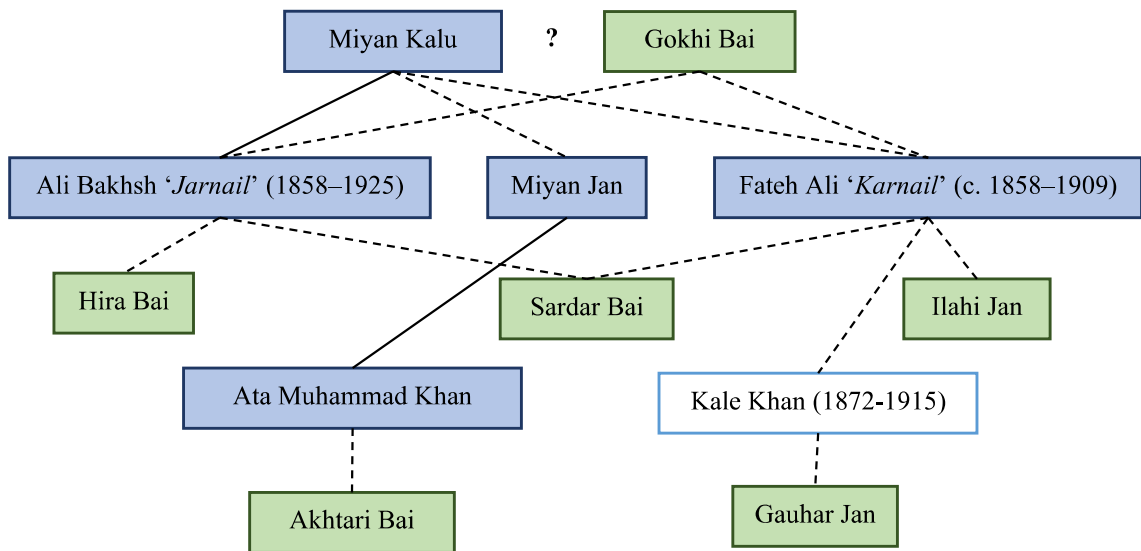 Miyan Kalu
?
Gokhi Bai
Ali Bakhsh ‘Jarnail’ (1858–1925)
Miyan Jan
Fateh Ali ‘Karnail’ (c. 1858–1909)
Hira Bai
Sardar Bai
Ilahi Jan
Ata Muhammad Khan
Kale Khan (1872-1915)
Akhtari Bai
Gauhar Jan